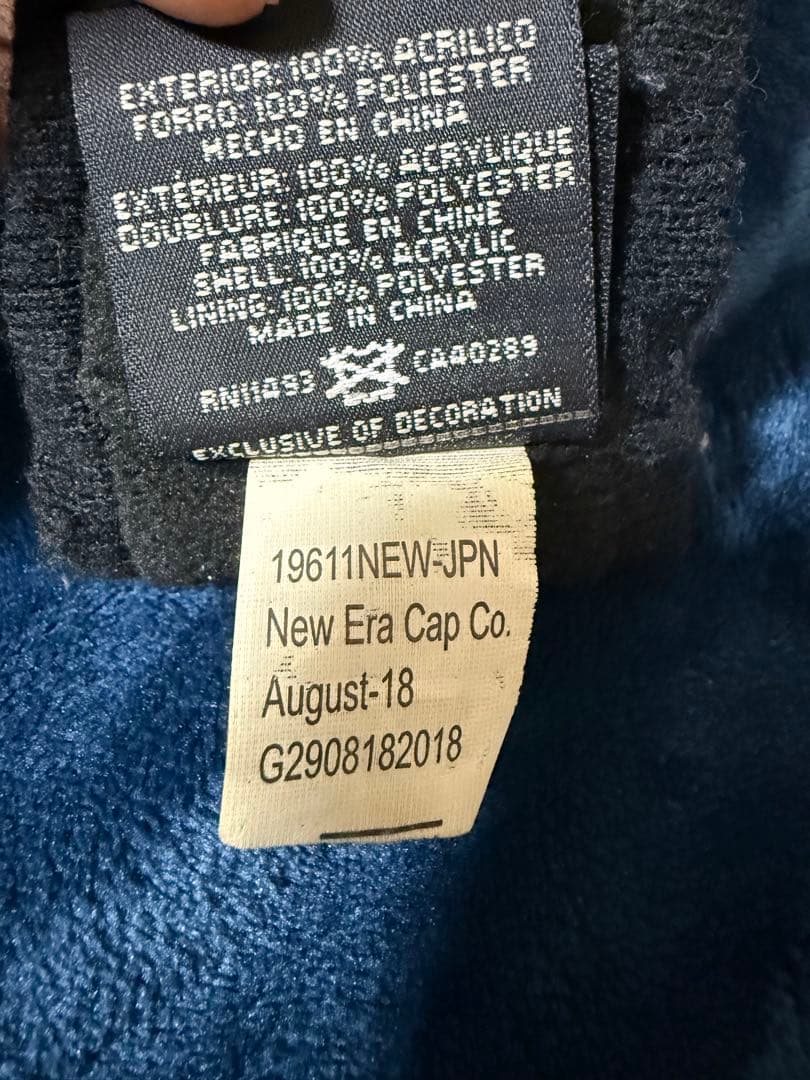 EXTERIOR: 100% ACRILICO
FORRO: 100% POLIESTER
HECHO EN CHINA
EXTÉRIEUR: 100% ACRYLIQUE
DOUBLURE: 100% POLYESTER
FABRIQUE EN CHINE
SHELL: 100% ACRYLIC
LINING: 100% POLYESTER
MADE IN CHINA
RN11493 CA40289
EXCLUSIVE OF DECORATION
19611NEW-JPN
New Era Cap Co.
August-18
G2908182018